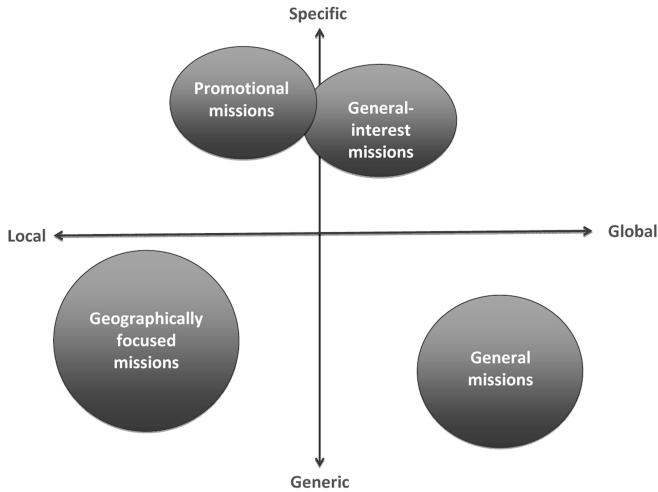 Specific
Promotional
missions
General-
interest
missions
Local
Global
Geographically
focused
missions
General
missions
Generic